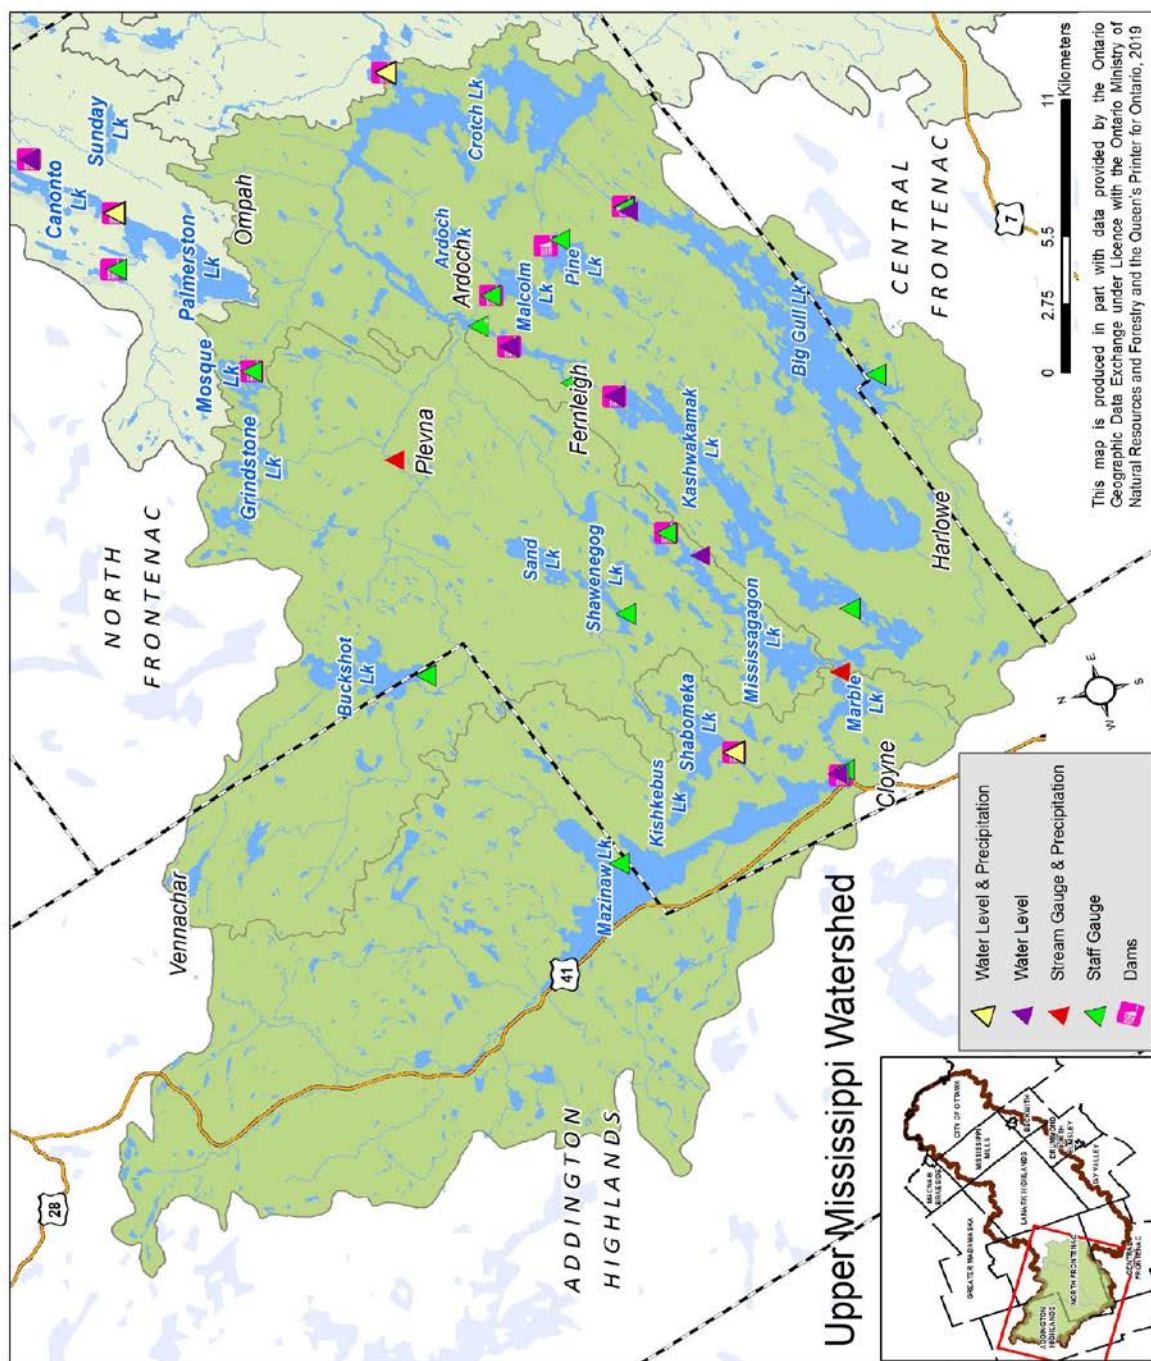 28
Canonto
Lk
Sunday
Lk
NORTH
FRONTENAC
Vennachar
Palmerston
Lk
Mosque
Lk
Ompah
Grindstone
Lk
Buckshot
Lk
Plevna
Ardoch
Lk
Ardoch
Crotch Lk
Malcolm
Lk
Pine
Lk
Sand
Lk
Shawenegog
Lk
Fernleigh
41
ADDINGTON
HIGHLANDS
Mazinaw Lk
Kishkebus
Lk
Shabomeka
Lk
Kashwakamak
Lk
Mississagagon
Lk
Big Gull Lk
Marble
Lk
Cloyne
Harlowe
CENTRAL
FRONTENAC
7
Upper Mississippi Watershed
Water Level & Precipitation
Water Level
Stream Gauge & Precipitation
Staff Gauge
Dams
N
W
E
S
0
2.75
5.5
11
Kilometers
This map is produced in part with data provided by the Ontario
Geographic Data Exchange under Licence with the Ontario Ministry of
Natural Resources and Forestry and the Queen's Printer for Ontario, 2019
CITY OF OTTAWA
MISSISSIPPI
MILLS
BECKWITH
GREATER MADAWASKA
LANARK HIGHLANDS
DRUMMOND
NORTH
ELMSLEY
TAY VALLEY
ADDINGTON
HIGHLANDS
NORTH FRONTENAC
CENTRAL
FRONTENAC